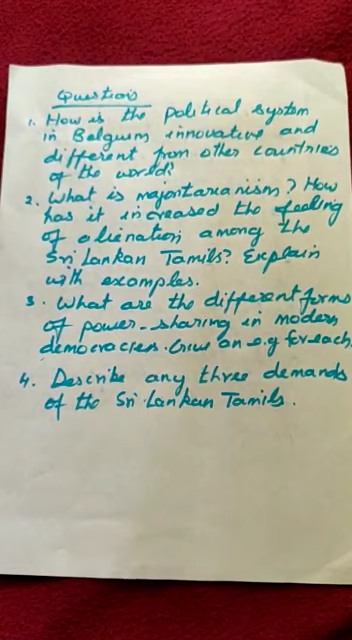 Questions
1. How is the political system
in Belgium innovative and
different from other countries
of the world?
2. What is majoritarianism? How
has it increased the feeling
of alienation among the
Sri Lankan Tamils? Explain
with examples.
3. What are the different forms
of power-sharing in modern
democracies. Give an e.g for each.
4. Describe any three demands
of the Sri Lankan Tamils.